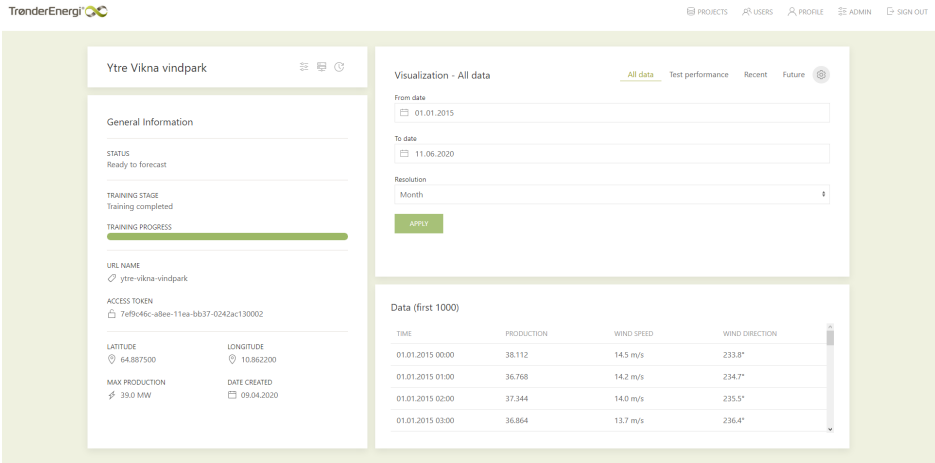 TrønderEnergi
PROJECTS USERS PROFILE ADMIN SIGN OUT
Ytre Vikna vindpark
General Information
STATUS
Ready to forecast
TRAINING STAGE
Training completed
TRAINING PROGRESS
URL NAME
ytre-vikna-vindpark
ACCESS TOKEN
7ef9c46c-a8ee-11ea-bb37-0242ac130002
LATITUDE LONGITUDE
64.887500 10.862200
MAX PRODUCTION DATE CREATED
39.0 MW 09.04.2020
Visualization - All data
All data Test performance Recent Future
From date
01.01.2015
To date
11.06.2020
Resolution
Month
APPLY
Data (first 1000)
TIME PRODUCTION WIND SPEED WIND DIRECTION
01.01.2015 00:00 38.112 14.5 m/s 233.8°
01.01.2015 01:00 36.768 14.2 m/s 234.7°
01.01.2015 02:00 37.344 14.0 m/s 235.5°
01.01.2015 03:00 36.864 13.7 m/s 236.4°